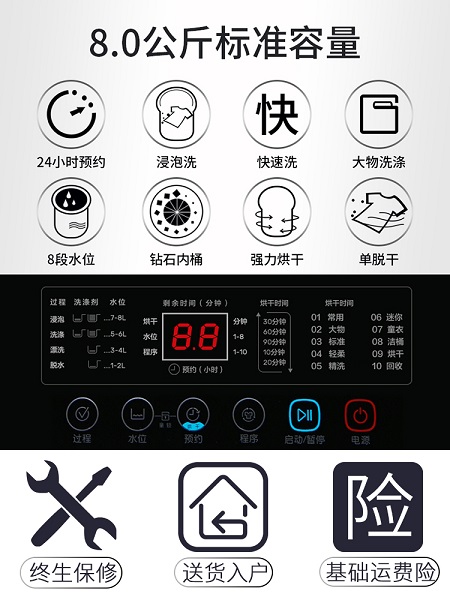 8.0公斤标准容量
快
24小时预约
浸泡洗
快速洗
大物洗涤
8段水位
钻石内桶
强力烘干
单脱干
过程 洗涤剂 水位
浸泡 ...7-8L
洗涤 ...5-6L
漂洗 ...3-4L
脱水 ...1-2L
剩余时间(分钟)
烘干 8.8. 分钟
水位 1-8
程序 1-10
预约(小时)
烘干时间
30分钟
60分钟
90分钟
10分钟
20分钟
烘干时间
01 常用 06 迷你
02 大物 07 童衣
03 标准 08 洁桶
04 轻柔 09 烘干
05 精洗 10 回收
过程
水位
童锁
预约
程序
启动/暂停
电源
险
终生保修
送货入户
基础运费险